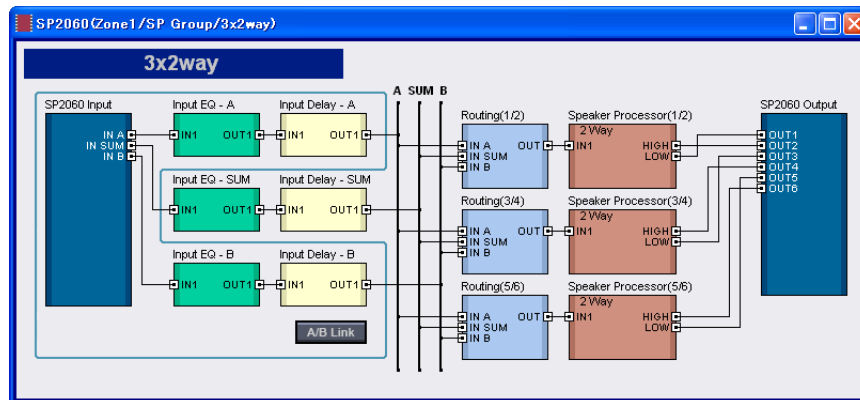 SP2060(Zone1/SP Group/3x2way)
3x2way
A SUM B
SP2060 Input
IN A
IN SUM
IN B
Input EQ - A
IN1 OUT1
Input Delay - A
IN1 OUT1
Input EQ - SUM
IN1 OUT1
Input Delay - SUM
IN1 OUT1
Input EQ - B
IN1 OUT1
Input Delay - B
IN1 OUT1
A/B Link
Routing(1/2)
IN A OUT
IN SUM
IN B
Speaker Processor(1/2)
2 Way
IN1 HIGH
LOW
Routing(3/4)
IN A OUT
IN SUM
IN B
Speaker Processor(3/4)
2 Way
IN1 HIGH
LOW
Routing(5/6)
IN A OUT
IN SUM
IN B
Speaker Processor(5/6)
2 Way
IN1 HIGH
LOW
SP2060 Output
OUT1
OUT2
OUT3
OUT4
OUT5
OUT6